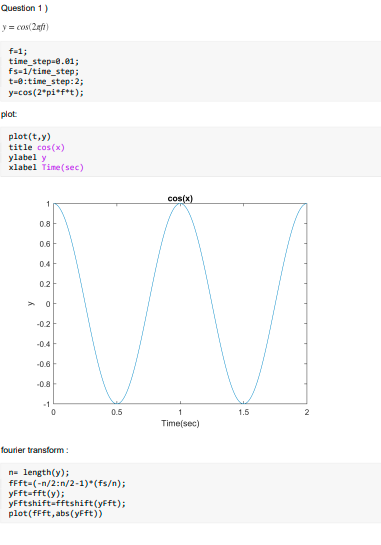 Question 1 )
y = cos(2πft)
f=1;
time_step=0.01;
fs=1/time_step;
t=0:time_step:2;
y=cos(2*pi*f*t);
plot:
plot(t,y)
title cos(x)
ylabel y
xlabel Time(sec)
cos(x)
1
0.8
0.6
0.4
0.2
0
-0.2
-0.4
-0.6
-0.8
-1
y
0 0.5 1 1.5 2
Time(sec)
fourier transform :
n= length(y);
fFft=(-n/2:n/2-1)*(fs/n);
yFft=fft(y);
yFftshift=fftshift(yFft);
plot(fFft,abs(yFft))